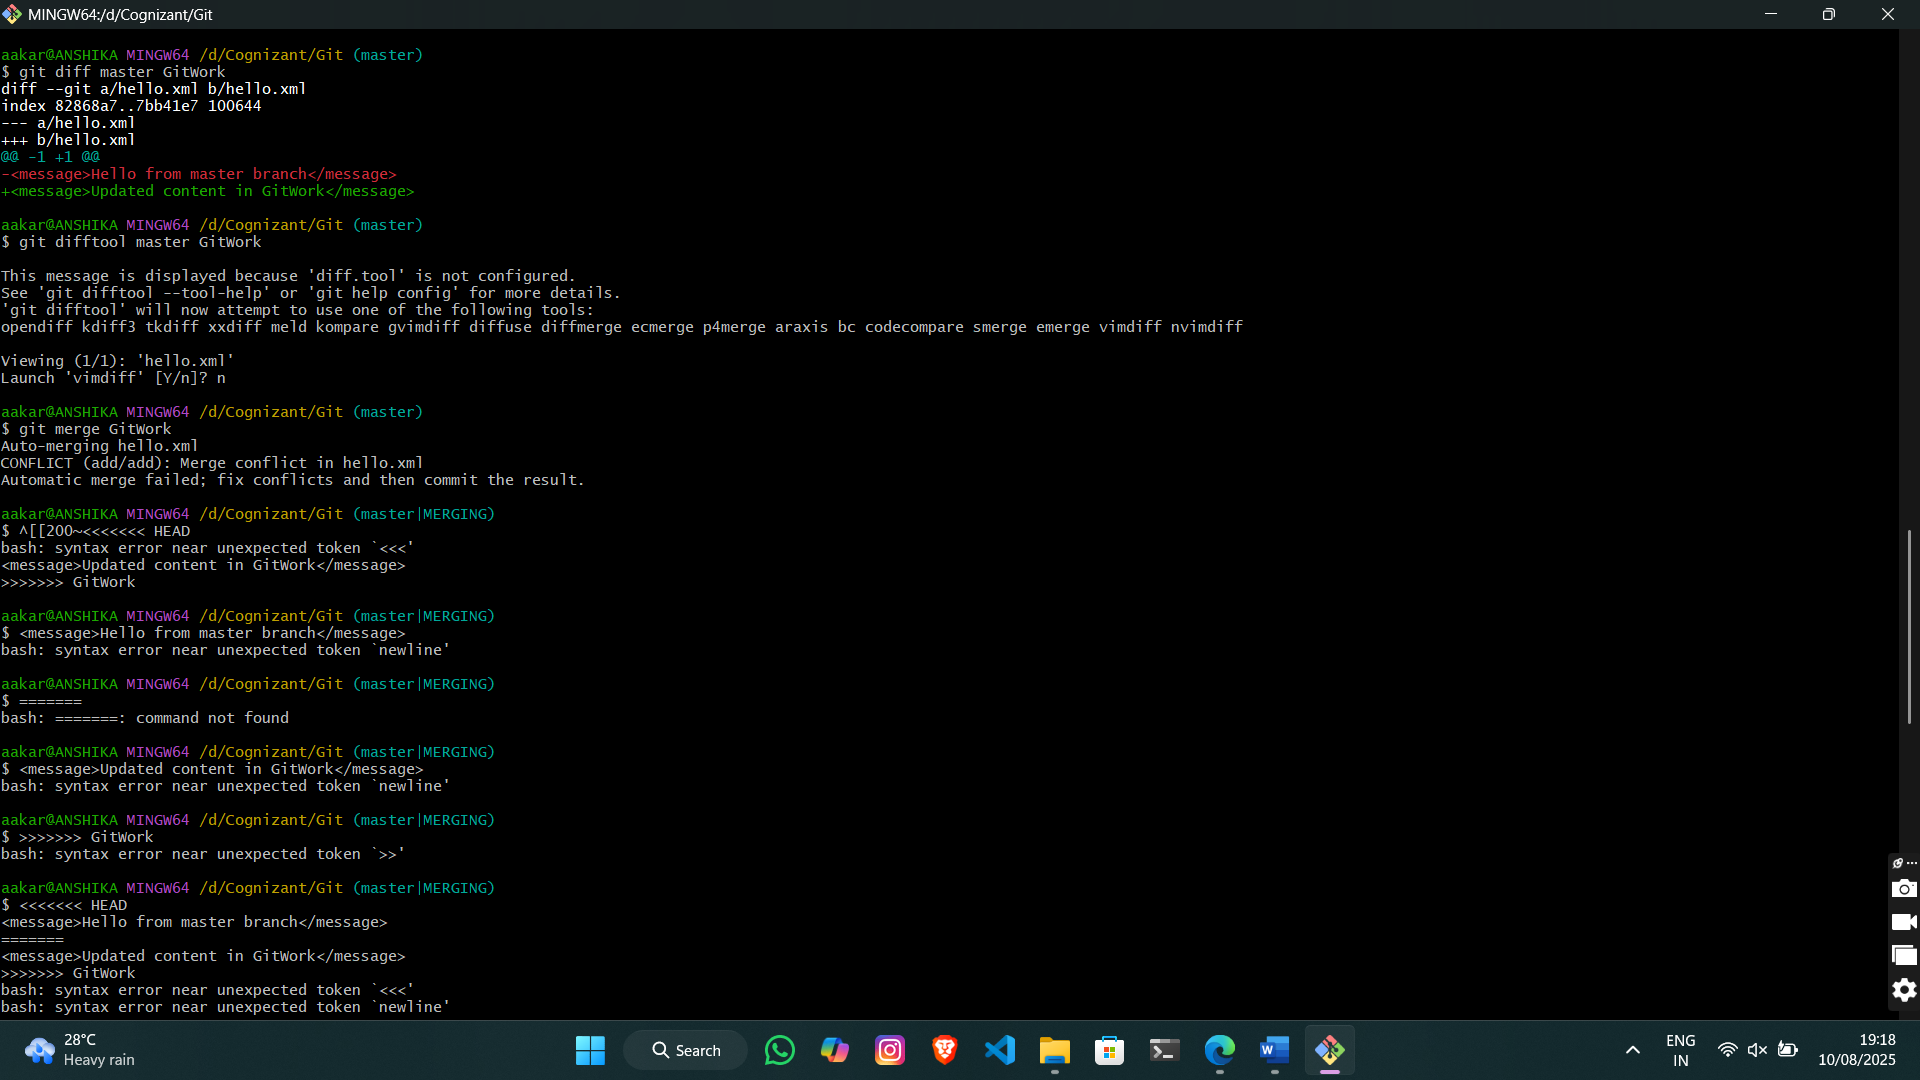 MINGW64:/d/Cognizant/Git
aakar@ANSHIKA MINGW64 /d/Cognizant/Git (master)
$ git diff master GitWork
diff --git a/hello.xml b/hello.xml
index 82868a7..7bb41e7 100644
--- a/hello.xml
+++ b/hello.xml
@@ -1 +1 @@
-<message>Hello from master branch</message>
+<message>Updated content in GitWork</message>
aakar@ANSHIKA MINGW64 /d/Cognizant/Git (master)
$ git difftool master GitWork
This message is displayed because 'diff.tool' is not configured.
See 'git difftool --tool-help' or 'git help config' for more details.
'git difftool' will now attempt to use one of the following tools:
opendiff kdiff3 tkdiff xxdiff meld kompare gvimdiff diffuse diffmerge ecmerge p4merge araxis bc codecompare smerge emerge vimdiff nvimdiff
Viewing (1/1): 'hello.xml'
Launch 'vimdiff' [Y/n]? n
aakar@ANSHIKA MINGW64 /d/Cognizant/Git (master)
$ git merge GitWork
Auto-merging hello.xml
CONFLICT (add/add): Merge conflict in hello.xml
Automatic merge failed; fix conflicts and then commit the result.
aakar@ANSHIKA MINGW64 /d/Cognizant/Git (master|MERGING)
$ ^[[200~<<<<<<< HEAD
bash: syntax error near unexpected token `<<<'
<message>Updated content in GitWork</message>
>>>>>>> GitWork
aakar@ANSHIKA MINGW64 /d/Cognizant/Git (master|MERGING)
$ <message>Hello from master branch</message>
bash: syntax error near unexpected token `newline'
aakar@ANSHIKA MINGW64 /d/Cognizant/Git (master|MERGING)
$ =======
bash: =======: command not found
aakar@ANSHIKA MINGW64 /d/Cognizant/Git (master|MERGING)
$ <message>Updated content in GitWork</message>
bash: syntax error near unexpected token `newline'
aakar@ANSHIKA MINGW64 /d/Cognizant/Git (master|MERGING)
$ >>>>>>> GitWork
bash: syntax error near unexpected token `>>'
aakar@ANSHIKA MINGW64 /d/Cognizant/Git (master|MERGING)
$ <<<<<<< HEAD
<message>Hello from master branch</message>
=======
<message>Updated content in GitWork</message>
>>>>>>> GitWork
bash: syntax error near unexpected token `<<<'
bash: syntax error near unexpected token `newline'
28°C
Heavy rain
Search
ENG
IN
19:18
10/08/2025